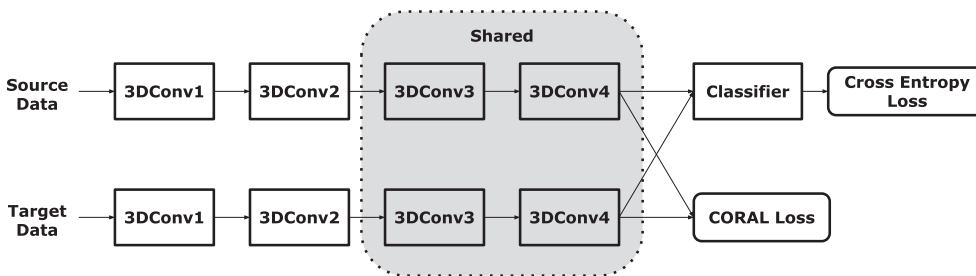 Shared
Source
Data
3DConv1
3DConv2
3DConv3
3DConv4
Classifier
Cross Entropy
Loss
Target
Data
3DConv1
3DConv2
3DConv3
3DConv4
CORAL Loss